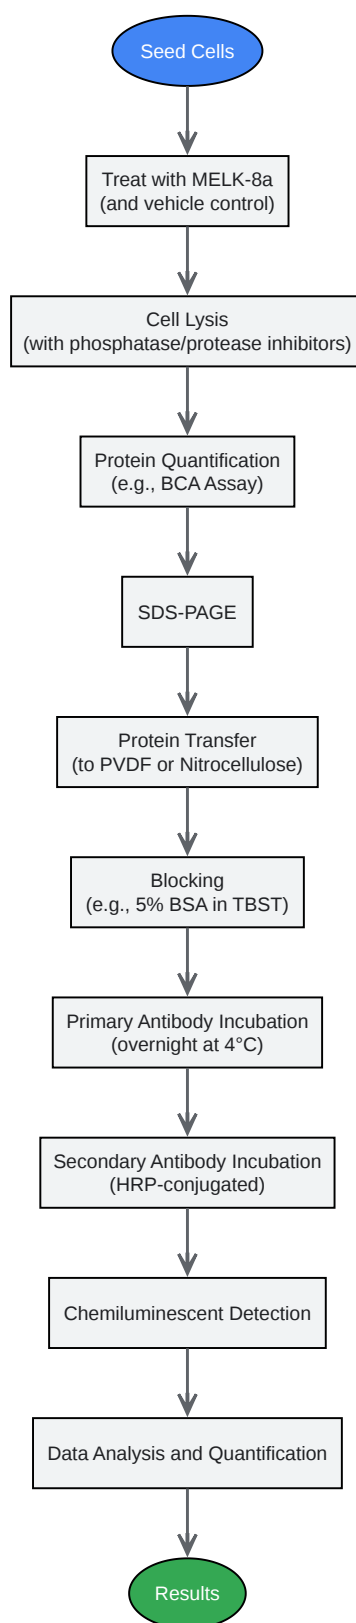 Seed Cells
Treat with MELK-8a
(and vehicle control)
Cell Lysis
(with phosphatase/protease inhibitors)
Protein Quantification
(e.g., BCA Assay)
SDS-PAGE
Protein Transfer
(to PVDF or Nitrocellulose)
Blocking
(e.g., 5% BSA in TBST)
Primary Antibody Incubation
(overnight at 4°C)
Secondary Antibody Incubation
(HRP-conjugated)
Chemiluminescent Detection
Data Analysis and Quantification
Results